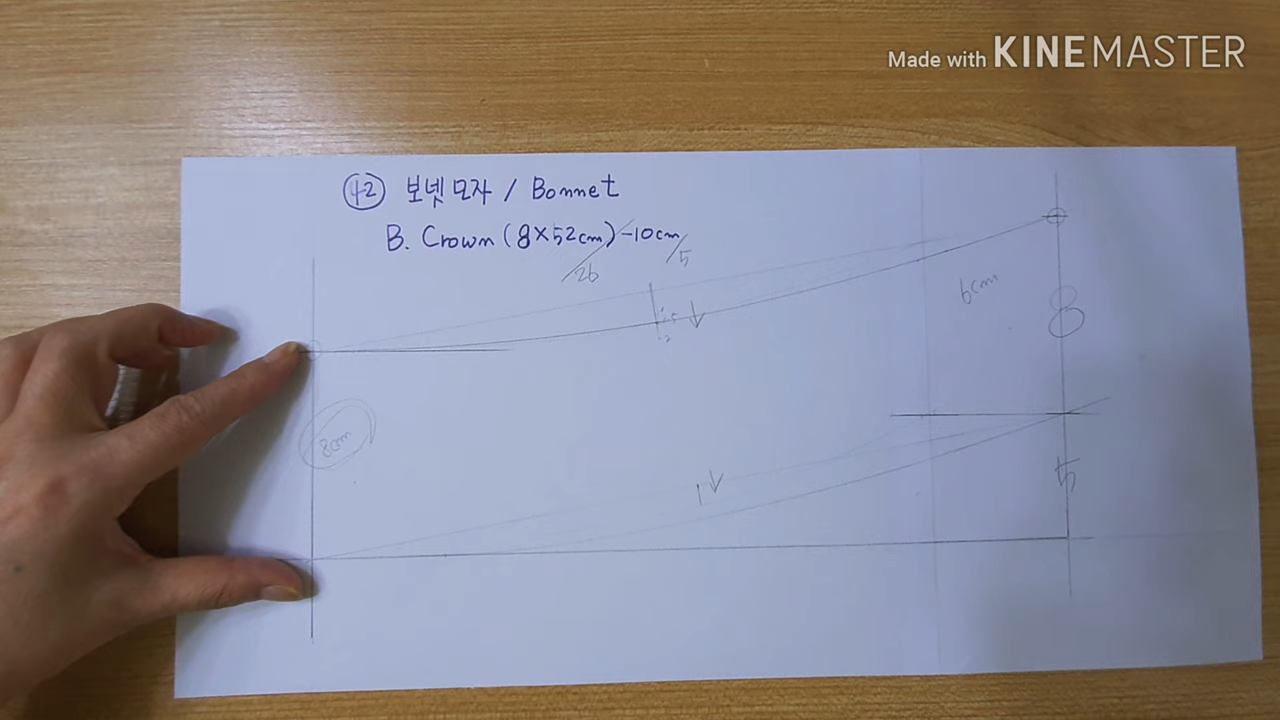 Made with KINEMASTER
42 보넷모자 / Bonnet
B. Crown (8×52cm) -10cm
26 5
6cm
8
8cm
1
5